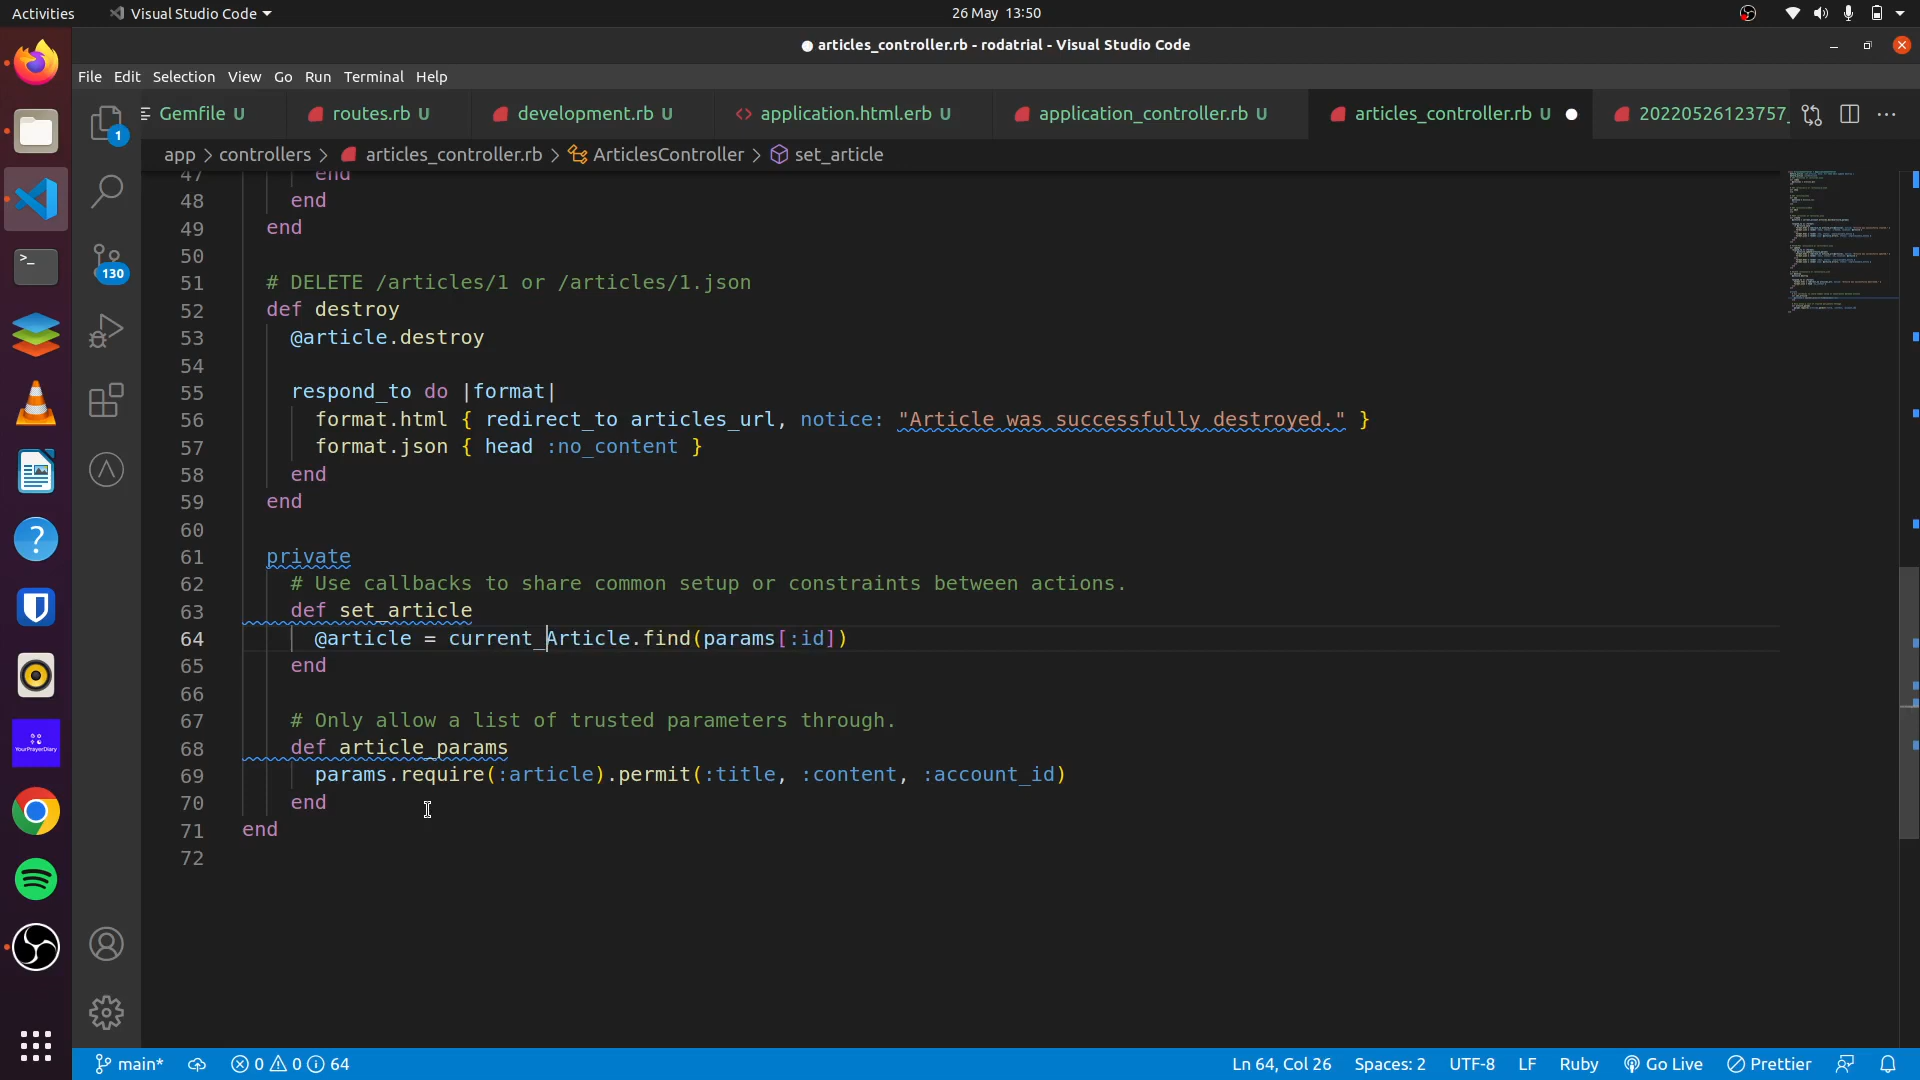 Activities
Visual Studio Code
26 May 13:50
articles_controller.rb - rodatrial - Visual Studio Code
File Edit Selection View Go Run Terminal Help
Gemfile U
routes.rb U
development.rb U
application.html.erb U
application_controller.rb U
articles_controller.rb U
20220526123757_
app > controllers > articles_controller.rb > ArticlesController > set_article
47 end
48 end
49 end
50
51 # DELETE /articles/1 or /articles/1.json
52 def destroy
53 @article.destroy
54
55 respond_to do |format|
56 format.html { redirect_to articles_url, notice: "Article was successfully destroyed." }
57 format.json { head :no_content }
58 end
59 end
60
61 private
62 # Use callbacks to share common setup or constraints between actions.
63 def set_article
64 @article = current_Article.find(params[:id])
65 end
66
67 # Only allow a list of trusted parameters through.
68 def article_params
69 params.require(:article).permit(:title, :content, :account_id)
70 end
71 end
72
1
130
YourPrayerDiary
main* 0 0 64
Ln 64, Col 26 Spaces: 2 UTF-8 LF Ruby Go Live Prettier